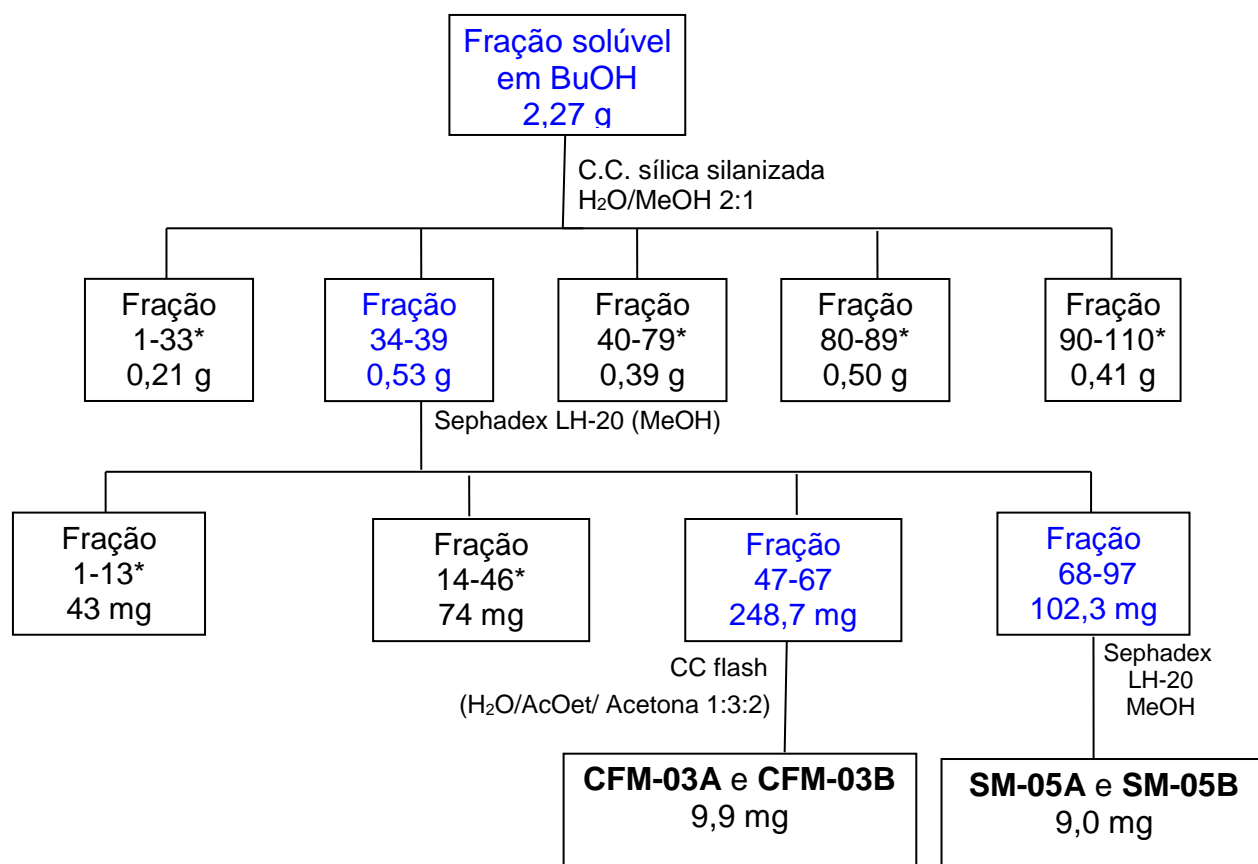 Fração solúvel
em BuOH
2,27 g
C.C. sílica silanizada
H₂O/MeOH 2:1
Fração
1-33*
0,21 g
Fração
34-39
0,53 g
Fração
40-79*
0,39 g
Fração
80-89*
0,50 g
Fração
90-110*
0,41 g
Sephadex LH-20 (MeOH)
Fração
1-13*
43 mg
Fração
14-46*
74 mg
Fração
47-67
248,7 mg
Fração
68-97
102,3 mg
CC flash
(H₂O/AcOet/ Acetona 1:3:2)
Sephadex
LH-20
MeOH
CFM-03A e CFM-03B
9,9 mg
SM-05A e SM-05B
9,0 mg